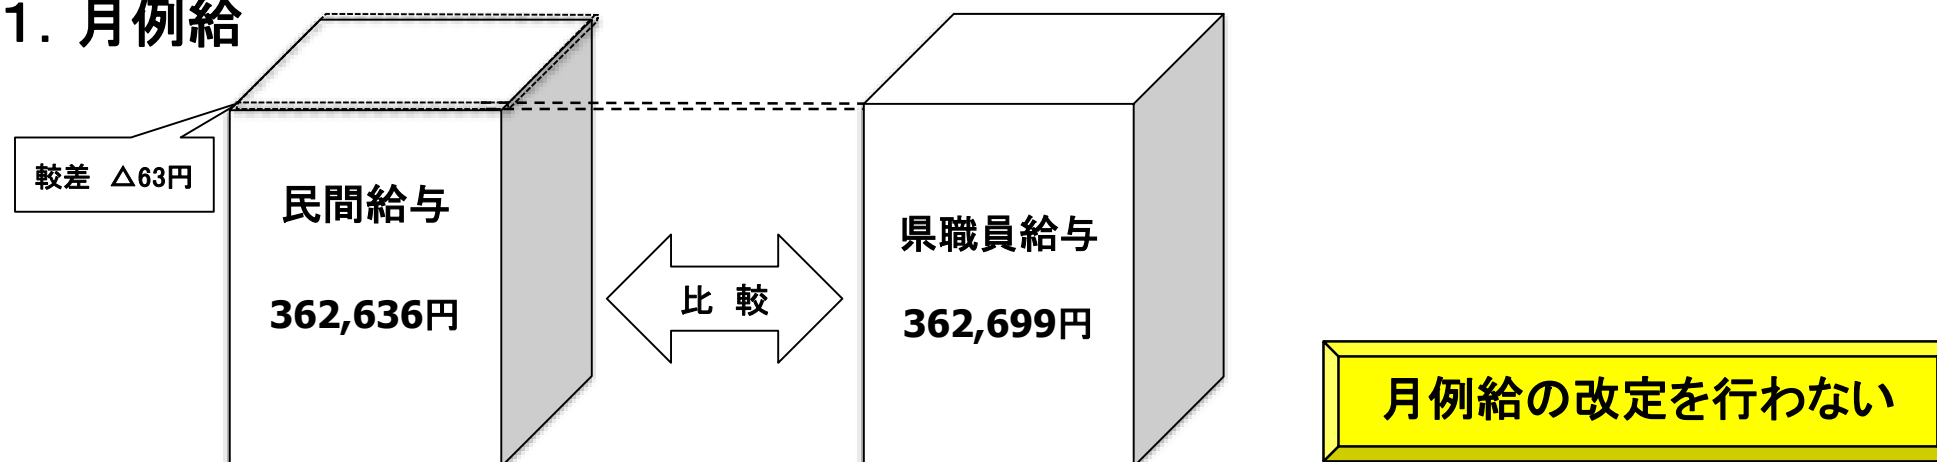 1. 月例給
較差 △63円
民間給与
362,636円
比 較
県職員給与
362,699円
月例給の改定を行わない